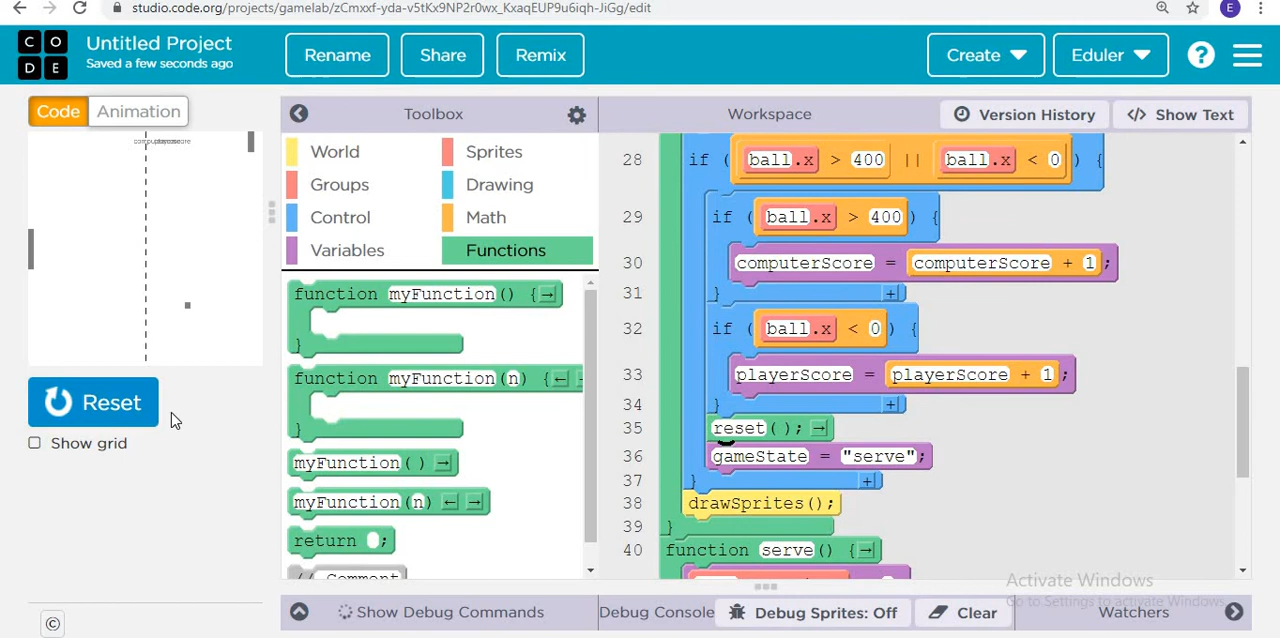 studio.code.org/projects/gamelab/zCmxxf-yda-v5tKx9NP2r0wx_KxaqEUP9u6iqh-JiGg/edit
E
CODE
Untitled Project
Saved a few seconds ago
Rename
Share
Remix
Create
Eduler
?
Code
Animation
Toolbox
Workspace
Version History
</> Show Text
World
Sprites
Groups
Drawing
Control
Math
Variables
Functions
function myFunction() {
}
function myFunction(n) {
}
myFunction()
myFunction(n)
return ;
// Comment
28 if (ball.x > 400 || ball.x < 0) {
29 if (ball.x > 400) {
30 computerScore = computerScore + 1;
31 }
32 if (ball.x < 0) {
33 playerScore = playerScore + 1;
34 }
35 reset();
36 gameState = "serve";
37 }
38 drawSprites();
39 }
40 function serve() {
Reset
Show grid
Activate Windows
Go to Settings to activate Windows.
©
Show Debug Commands
Debug Console
Debug Sprites: Off
Clear
Watchers